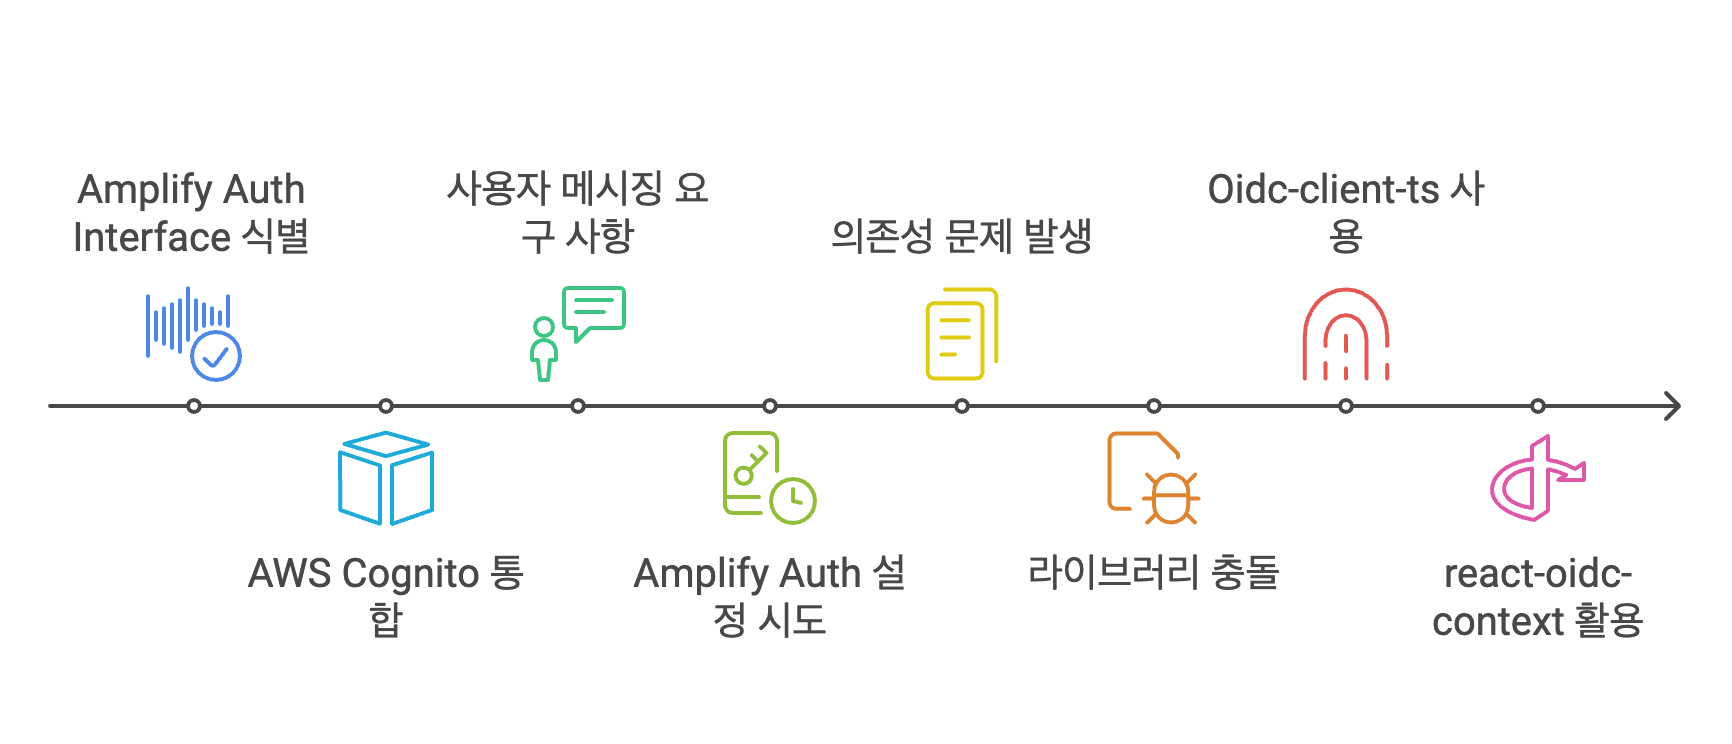 Amplify Auth
Interface 식별
AWS Cognito 통
합
사용자 메시징 요
구 사항
Amplify Auth 설
정 시도
의존성 문제 발생
라이브러리 충돌
Oidc-client-ts 사
용
react-oidc-
context 활용